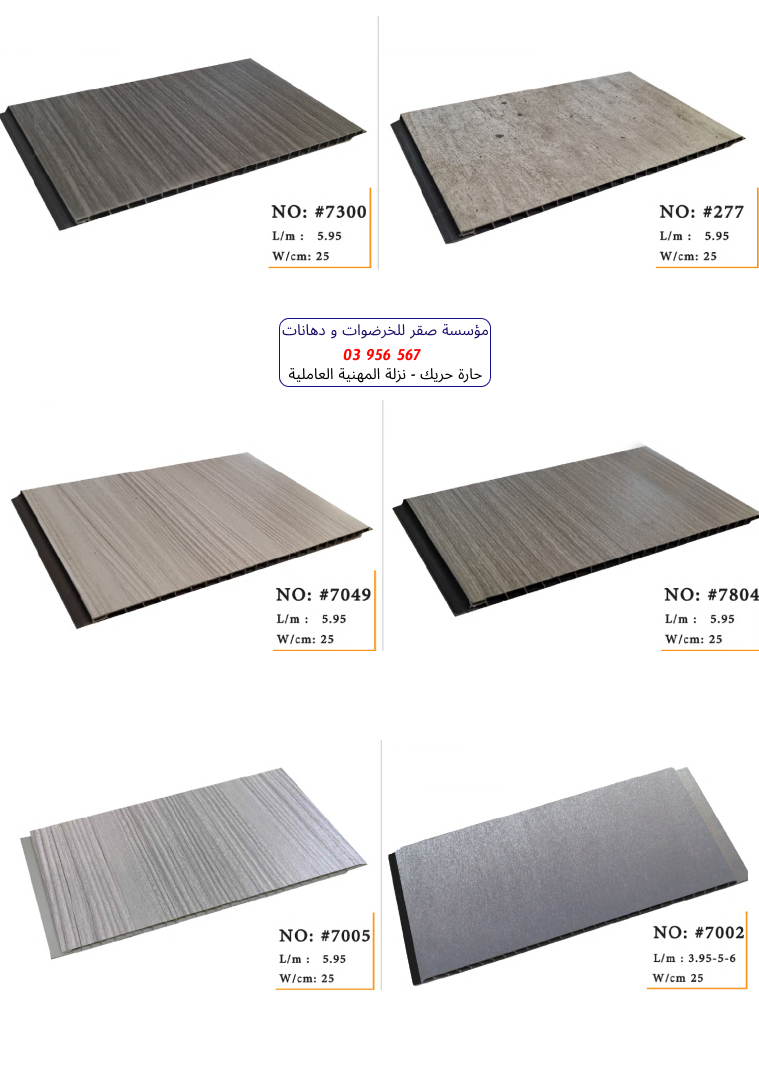 NO: #7300
L/m : 5.95
W/cm: 25
NO: #277
L/m : 5.95
W/cm: 25
مؤسسة صقر للخرضوات و دهانات
03 956 567
حارة حريك - نزلة المهنية العاملية
NO: #7049
L/m : 5.95
W/cm: 25
NO: #7804
L/m : 5.95
W/cm: 25
NO: #7005
L/m : 5.95
W/cm: 25
NO: #7002
L/m : 3.95-5-6
W/cm 25